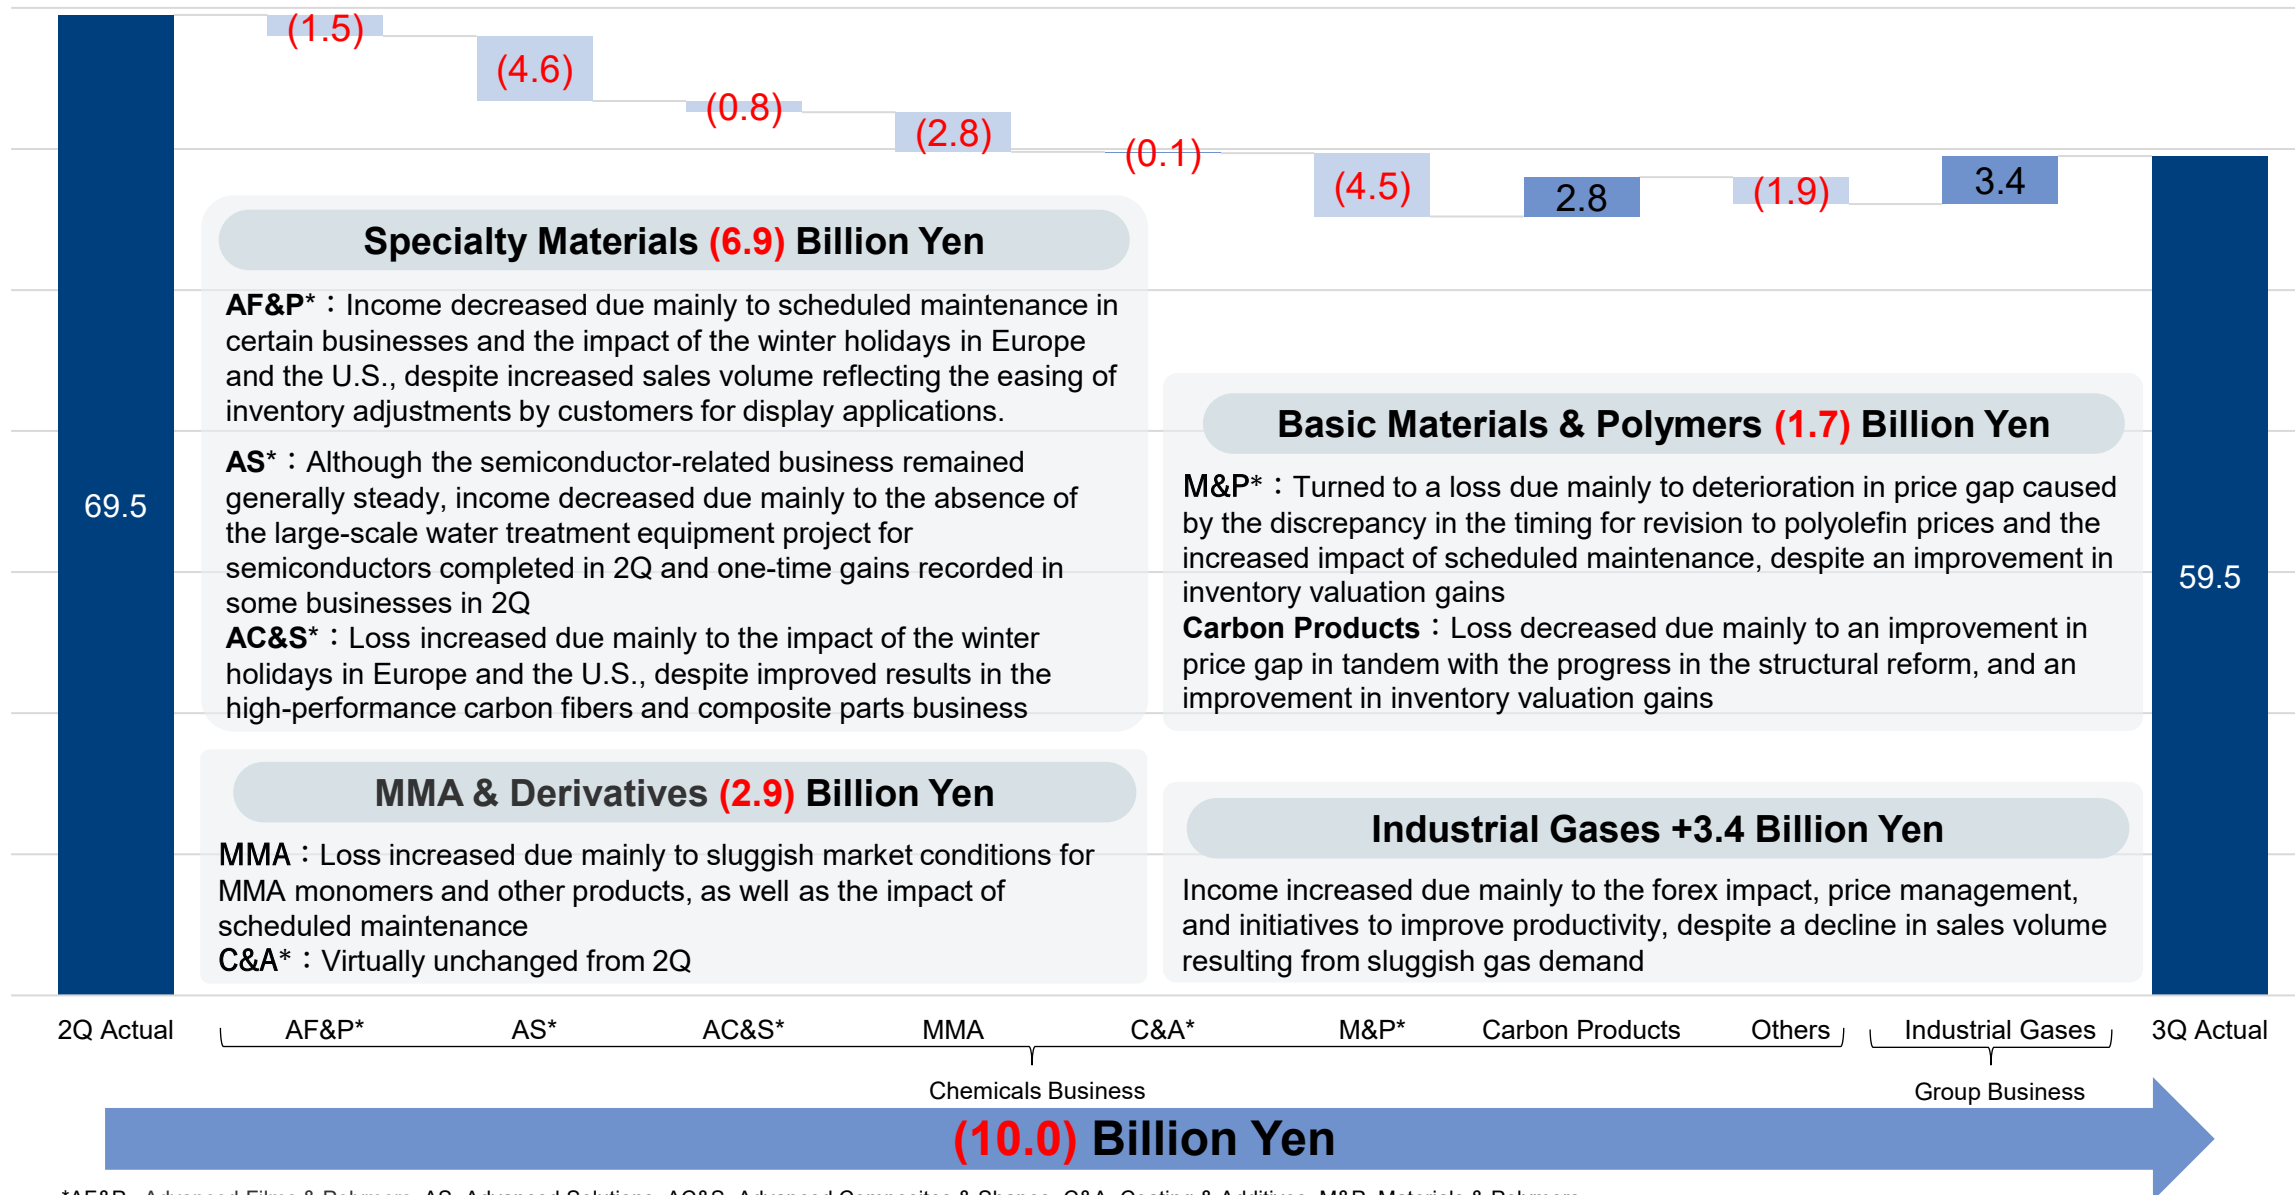 (1.5)
(4.6)
(0.8)
(2.8)
(0.1)
(4.5)
2.8
(1.9)
3.4
69.5
59.5
Specialty Materials (6.9) Billion Yen
AF&P*：Income decreased due mainly to scheduled maintenance in
certain businesses and the impact of the winter holidays in Europe
and the U.S., despite increased sales volume reflecting the easing of
inventory adjustments by customers for display applications.
AS*：Although the semiconductor-related business remained
generally steady, income decreased due mainly to the absence of
the large-scale water treatment equipment project for
semiconductors completed in 2Q and one-time gains recorded in
some businesses in 2Q
AC&S*：Loss increased due mainly to the impact of the winter
holidays in Europe and the U.S., despite improved results in the
high-performance carbon fibers and composite parts business
MMA & Derivatives (2.9) Billion Yen
MMA：Loss increased due mainly to sluggish market conditions for
MMA monomers and other products, as well as the impact of
scheduled maintenance
C&A*：Virtually unchanged from 2Q
Basic Materials & Polymers (1.7) Billion Yen
M&P*：Turned to a loss due mainly to deterioration in price gap caused
by the discrepancy in the timing for revision to polyolefin prices and the
increased impact of scheduled maintenance, despite an improvement in
inventory valuation gains
Carbon Products：Loss decreased due mainly to an improvement in
price gap in tandem with the progress in the structural reform, and an
improvement in inventory valuation gains
Industrial Gases +3.4 Billion Yen
Income increased due mainly to the forex impact, price management,
and initiatives to improve productivity, despite a decline in sales volume
resulting from sluggish gas demand
2Q Actual
AF&P*
AS*
AC&S*
MMA
C&A*
M&P*
Carbon Products
Others
Industrial Gases
3Q Actual
Chemicals Business
Group Business
(10.0) Billion Yen